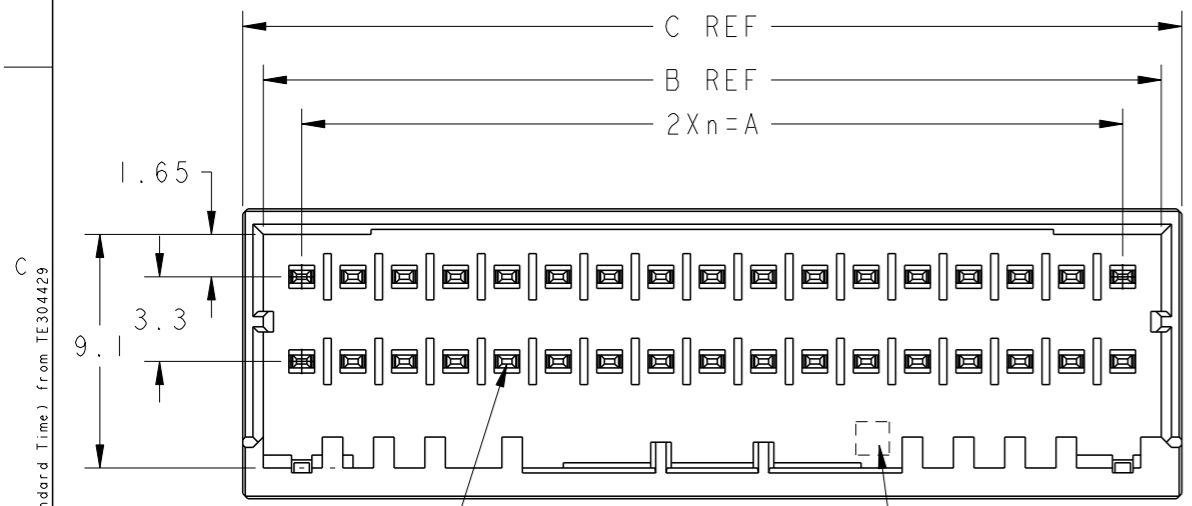 C REF
B REF
2Xn=A
1.65
C
3.3
9.1
ndard Time) from TE304429